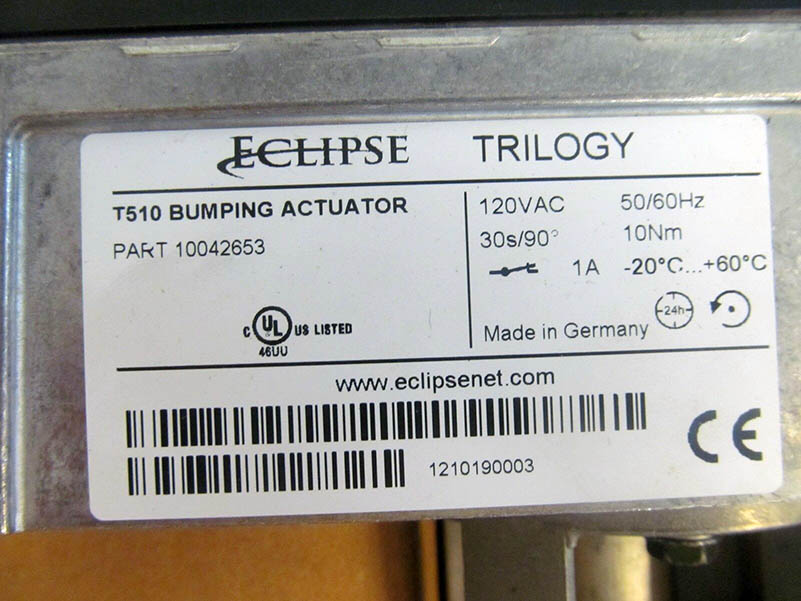 ECLIPSE TRILOGY
T510 BUMPING ACTUATOR
PART 10042653
C UL US LISTED
46UU
120VAC 50/60Hz
30s/90° 10Nm
1A -20°C...+60°C
24h
Made in Germany
www.eclipsenet.com
1210190003
CE